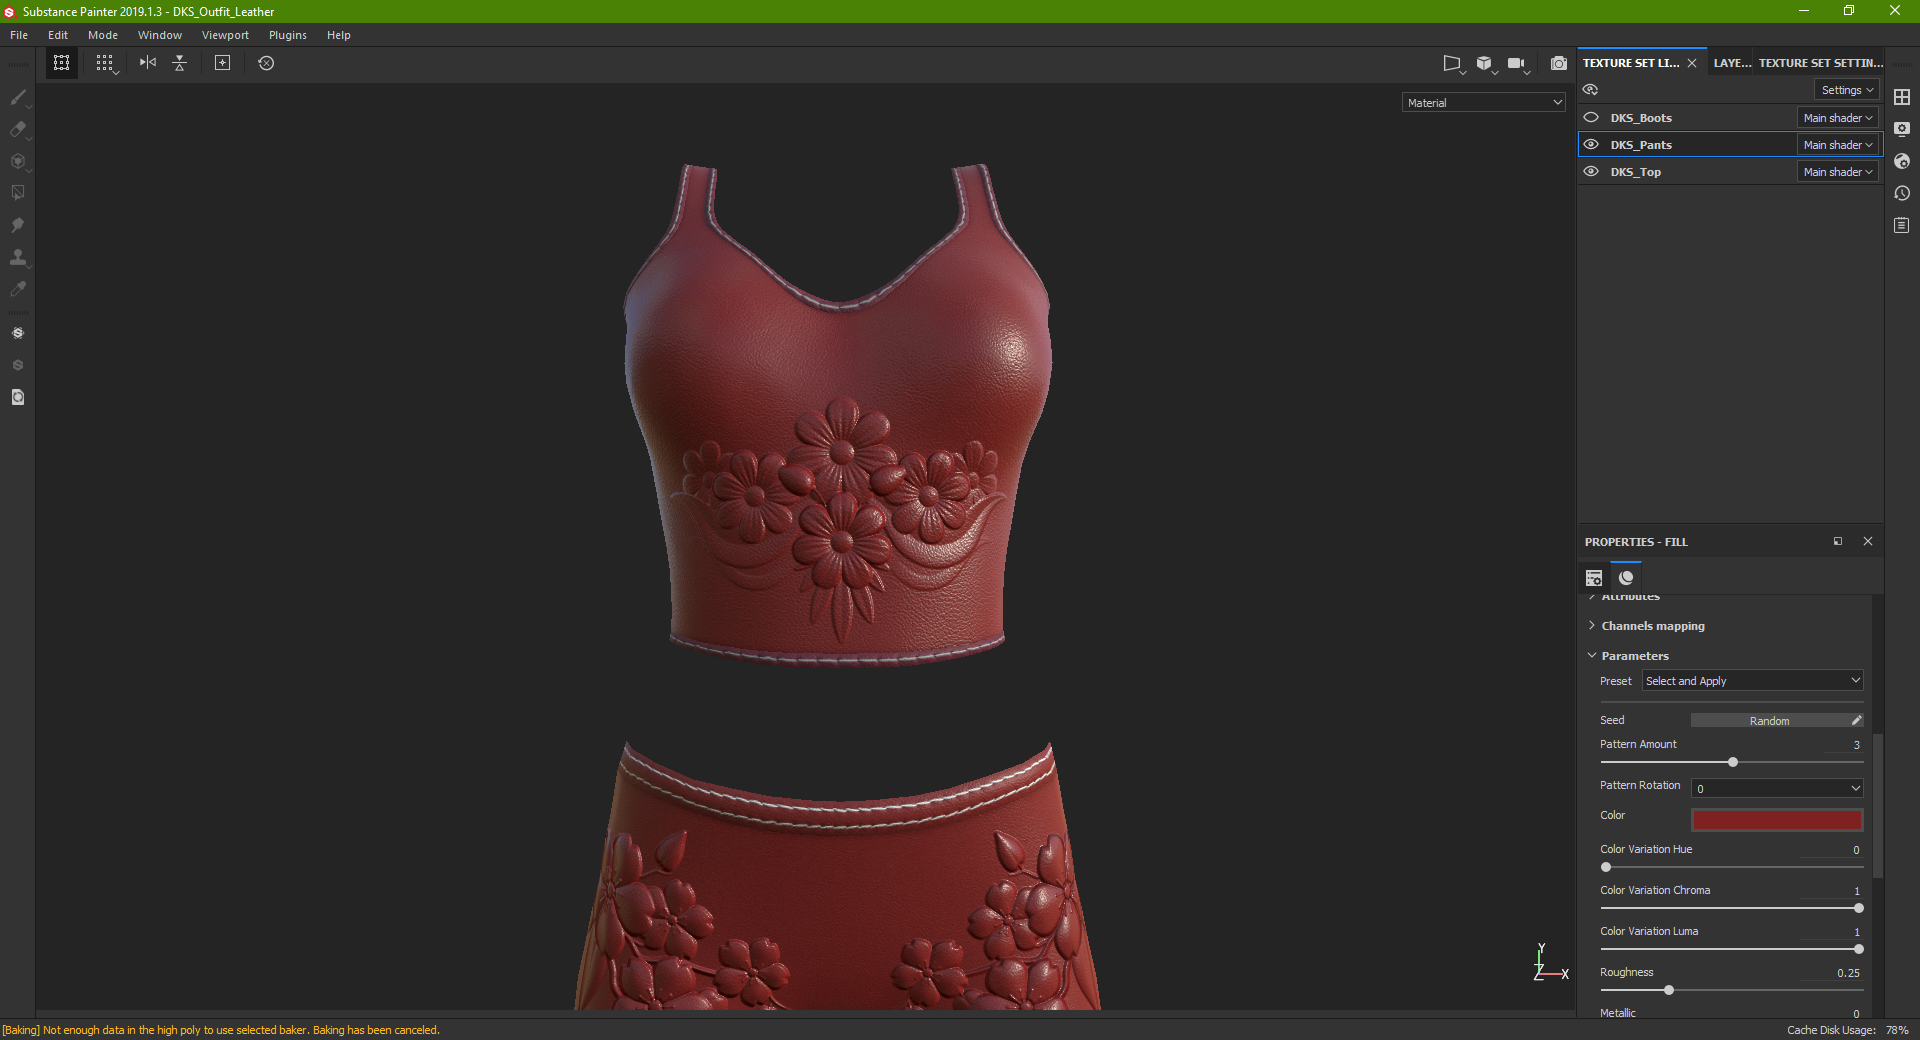 Substance Painter 2019.1.3 - DKS_Outfit_Leather
File Edit Mode Window Viewport Plugins Help
TEXTURE SET LI... LAYE... TEXTURE SET SETTIN...
Material
Settings
DKS_Boots Main shader
DKS_Pants Main shader
DKS_Top Main shader
PROPERTIES - FILL
Attributes
Channels mapping
Parameters
Preset Select and Apply
Seed Random
Pattern Amount 3
Pattern Rotation 0
Color
Color Variation Hue 0
Color Variation Chroma 1
Color Variation Luma 1
Roughness 0.25
Metallic 0
Y
Z X
[Baking] Not enough data in the high poly to use selected baker. Baking has been canceled.
Cache Disk Usage: 78%